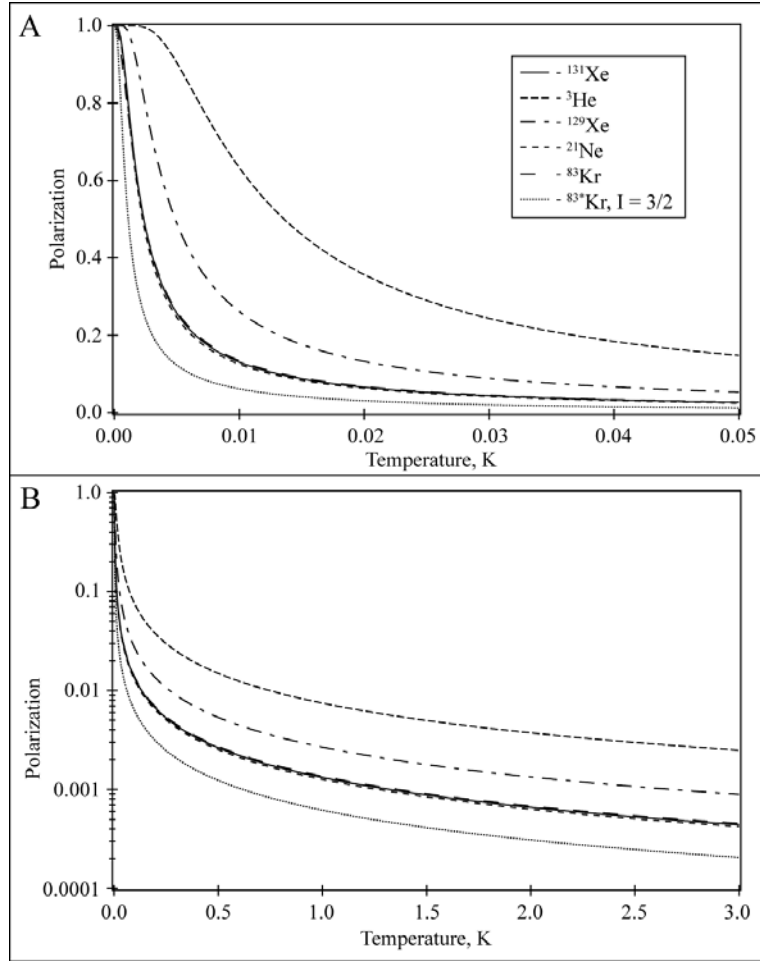 A
1.0
0.8
0.6
0.4
0.2
0.0
Polarization
- ¹³¹Xe
- ³He
- ¹²⁹Xe
- ²¹Ne
- ⁸³Kr
- ⁸³*Kr, I = 3/2
0.00 0.01 0.02 0.03 0.04 0.05
Temperature, K
B
1.0
0.1
0.01
0.001
0.0001
Polarization
0.0 0.5 1.0 1.5 2.0 2.5 3.0
Temperature, K